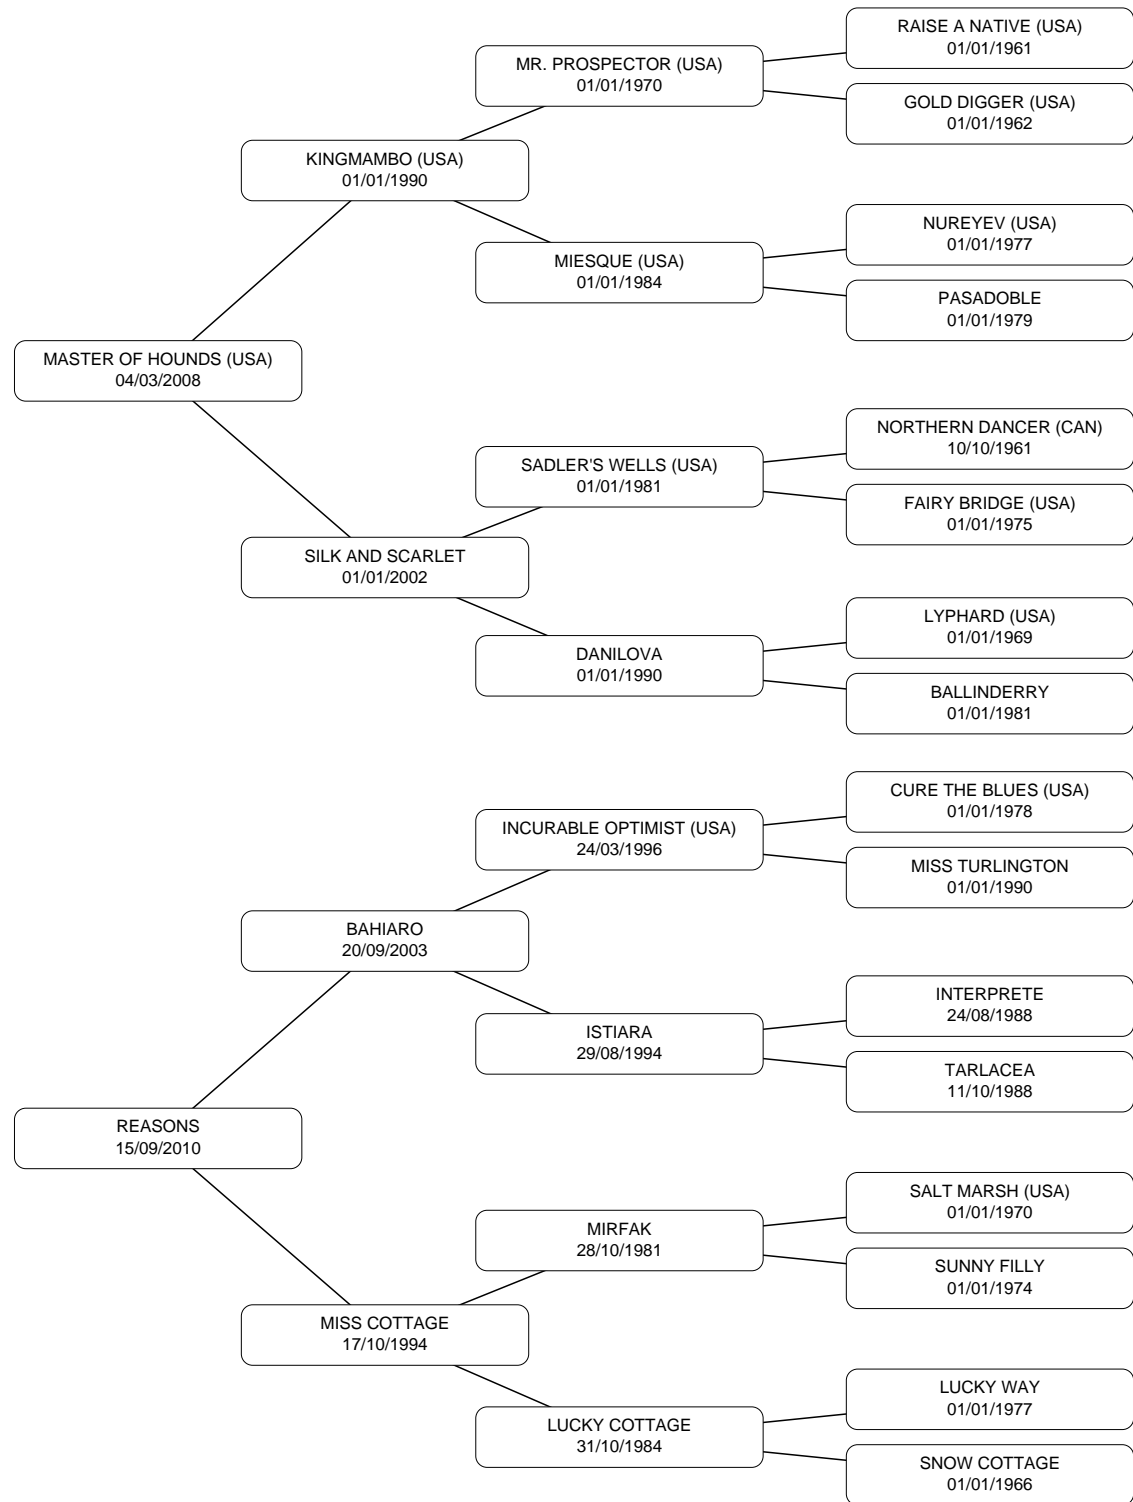 RAISE A NATIVE (USA)
01/01/1961
MR. PROSPECTOR (USA)
01/01/1970
GOLD DIGGER (USA)
01/01/1962
KINGMAMBO (USA)
01/01/1990
NUREYEV (USA)
01/01/1977
MIESQUE (USA)
01/01/1984
PASADOBLE
01/01/1979
MASTER OF HOUNDS (USA)
04/03/2008
NORTHERN DANCER (CAN)
10/10/1961
SADLER'S WELLS (USA)
01/01/1981
FAIRY BRIDGE (USA)
01/01/1975
SILK AND SCARLET
01/01/2002
LYPHARD (USA)
01/01/1969
DANILOVA
01/01/1990
BALLINDERRY
01/01/1981
CURE THE BLUES (USA)
01/01/1978
INCURABLE OPTIMIST (USA)
24/03/1996
MISS TURLINGTON
01/01/1990
BAHIARO
20/09/2003
INTERPRETE
24/08/1988
ISTIARA
29/08/1994
TARLACEA
11/10/1988
REASONS
15/09/2010
SALT MARSH (USA)
01/01/1970
MIRFAK
28/10/1981
SUNNY FILLY
01/01/1974
MISS COTTAGE
17/10/1994
LUCKY WAY
01/01/1977
LUCKY COTTAGE
31/10/1984
SNOW COTTAGE
01/01/1966